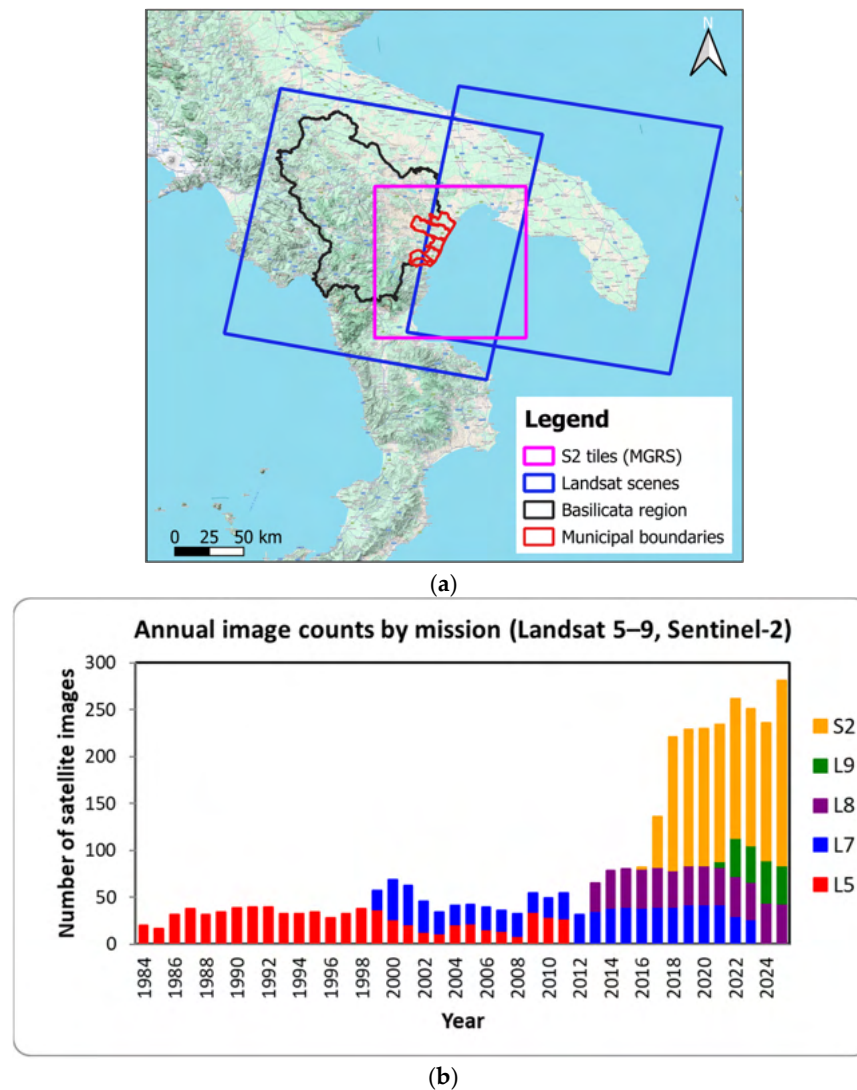 N
Legend
S2 tiles (MGRS)
Landsat scenes
Basilicata region
Municipal boundaries
0 25 50 km
(a)
Annual image counts by mission (Landsat 5–9, Sentinel-2)
Number of satellite images
300
250
200
150
100
50
0
S2
L9
L8
L7
L5
1984 1986 1988 1990 1992 1994 1996 1998 2000 2002 2004 2006 2008 2010 2012 2014 2016 2018 2020 2022 2024
Year
(b)